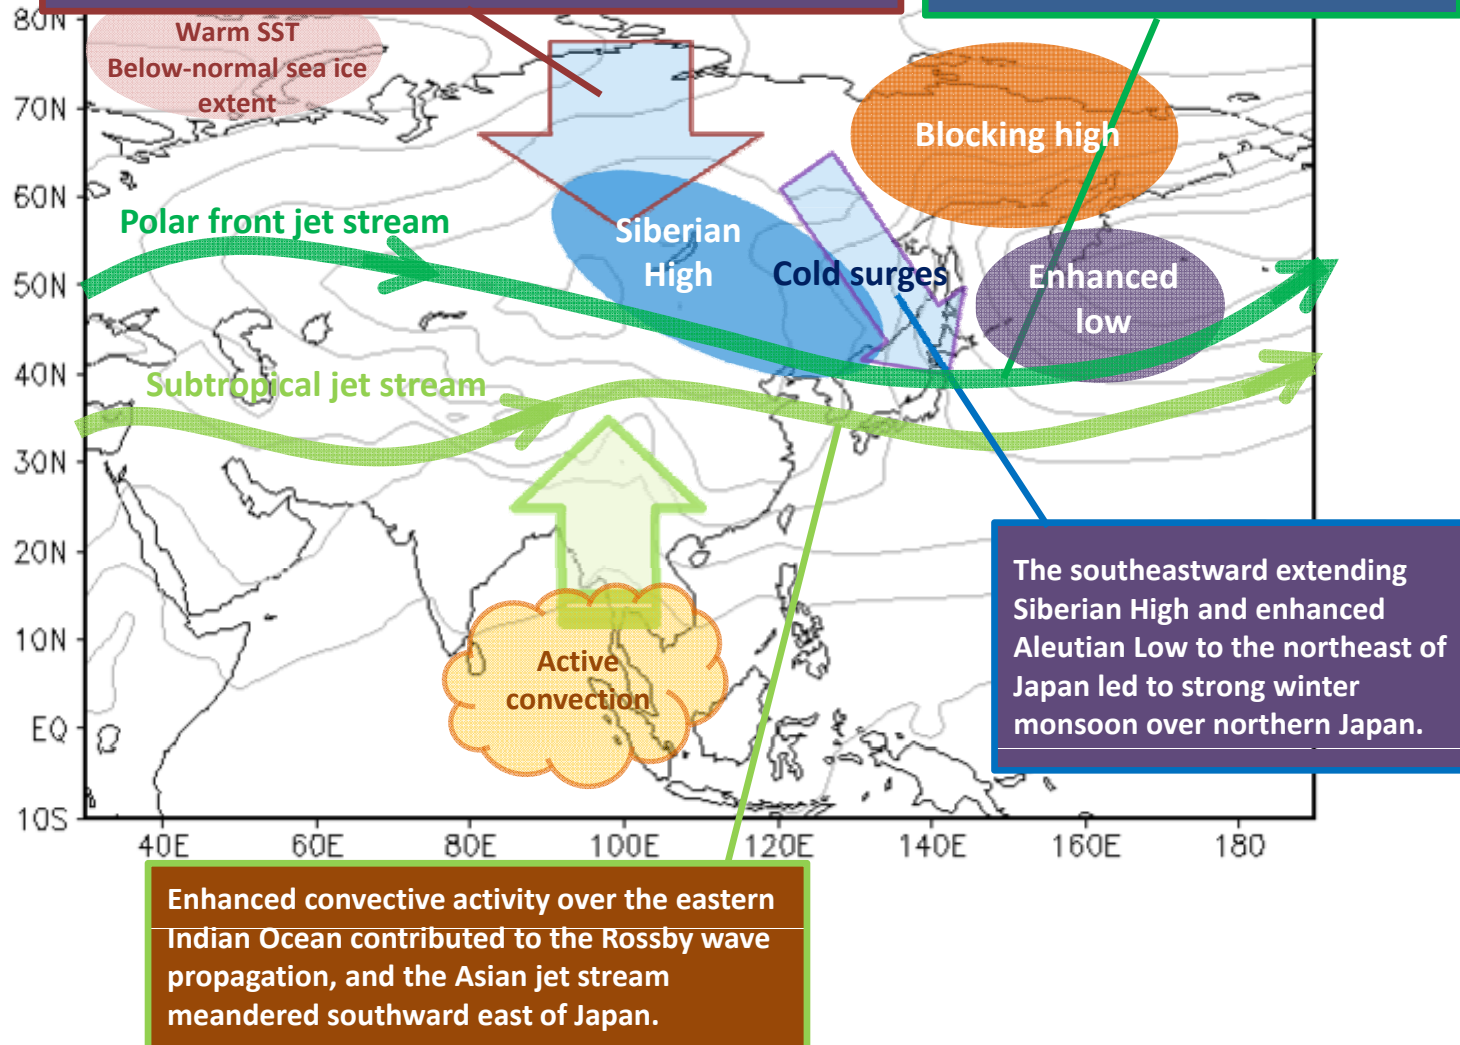 80N
Warm SST
Below-normal sea ice
extent
70N
Blocking high
60N
Polar front jet stream
Siberian
High
Cold surges
Enhanced
low
50N
40N
Subtropical jet stream
30N
20N
The southeastward extending
Siberian High and enhanced
Aleutian Low to the northeast of
Japan led to strong winter
monsoon over northern Japan.
10N
Active
convection
EQ
10S
40E 60E 80E 100E 120E 140E 160E 180
Enhanced convective activity over the eastern
Indian Ocean contributed to the Rossby wave
propagation, and the Asian jet stream
meandered southward east of Japan.